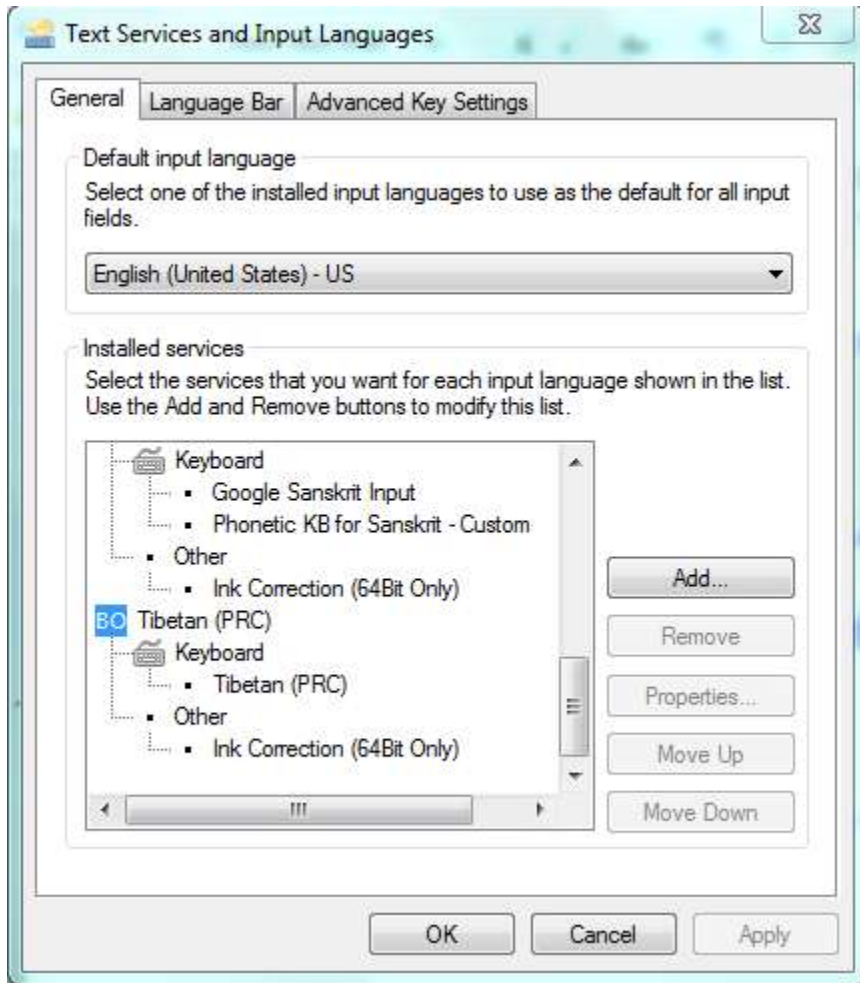 Text Services and Input Languages
General
Language Bar
Advanced Key Settings
Default input language
Select one of the installed input languages to use as the default for all input
fields.
English (United States) - US
Installed services
Select the services that you want for each input language shown in the list.
Use the Add and Remove buttons to modify this list.
Keyboard
Google Sanskrit Input
Phonetic KB for Sanskrit - Custom
Other
Ink Correction (64Bit Only)
BO Tibetan (PRC)
Keyboard
Tibetan (PRC)
Other
Ink Correction (64Bit Only)
Add...
Remove
Properties...
Move Up
Move Down
OK
Cancel
Apply